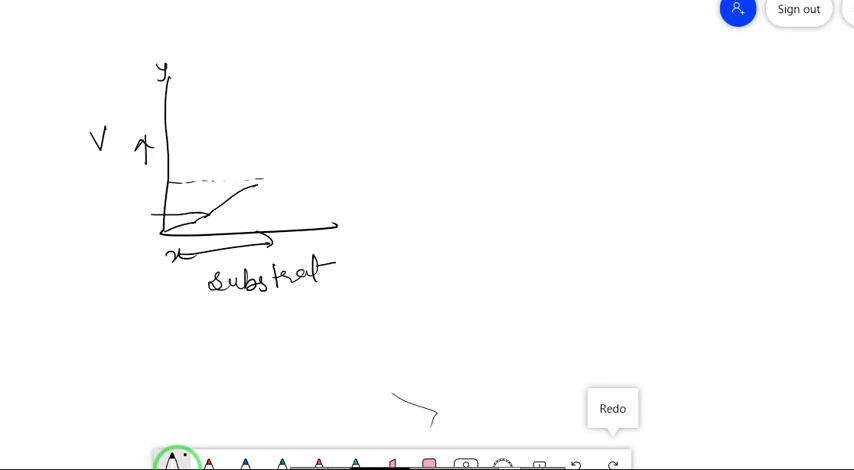 Sign out
y
V
x
substrat
Redo